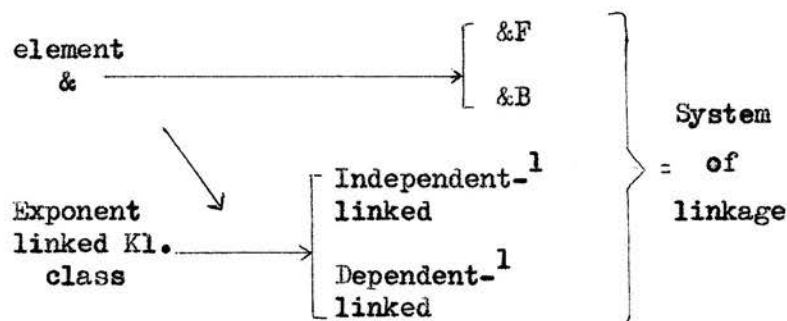 element
&
&F
&B
Exponent
linked Kl.
class
Independent-1
linked
Dependent-1
linked
System
= of
linkage